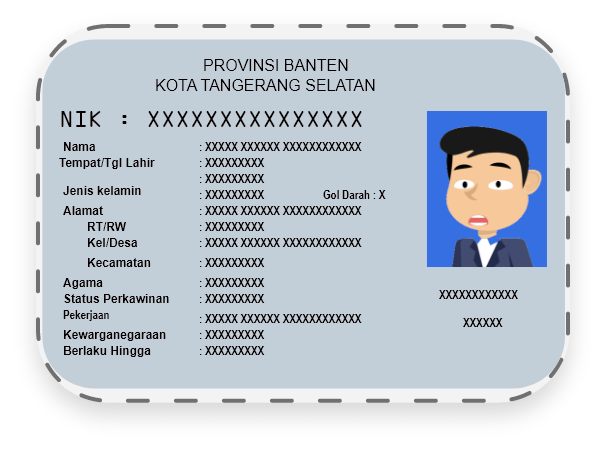 PROVINSI BANTEN
KOTA TANGERANG SELATAN
NIK : XXXXXXXXXXXXXXX
Nama : XXXXX XXXXXX XXXXXXXXXXXX
Tempat/Tgl Lahir : XXXXXXXXX
: XXXXXXXXX
Jenis kelamin : XXXXXXXXX Gol Darah : X
Alamat : XXXXX XXXXXX XXXXXXXXXXXX
RT/RW : XXXXXXXXX
Kel/Desa : XXXXX XXXXXX XXXXXXXXXXXX
Kecamatan : XXXXXXXXX
Agama : XXXXXXXXX
Status Perkawinan : XXXXXXXXX
Pekerjaan : XXXXX XXXXXX XXXXXXXXXXXX
Kewarganegaraan : XXXXXXXXX
Berlaku Hingga : XXXXXXXXX
XXXXXXXXXXXX
XXXXXX